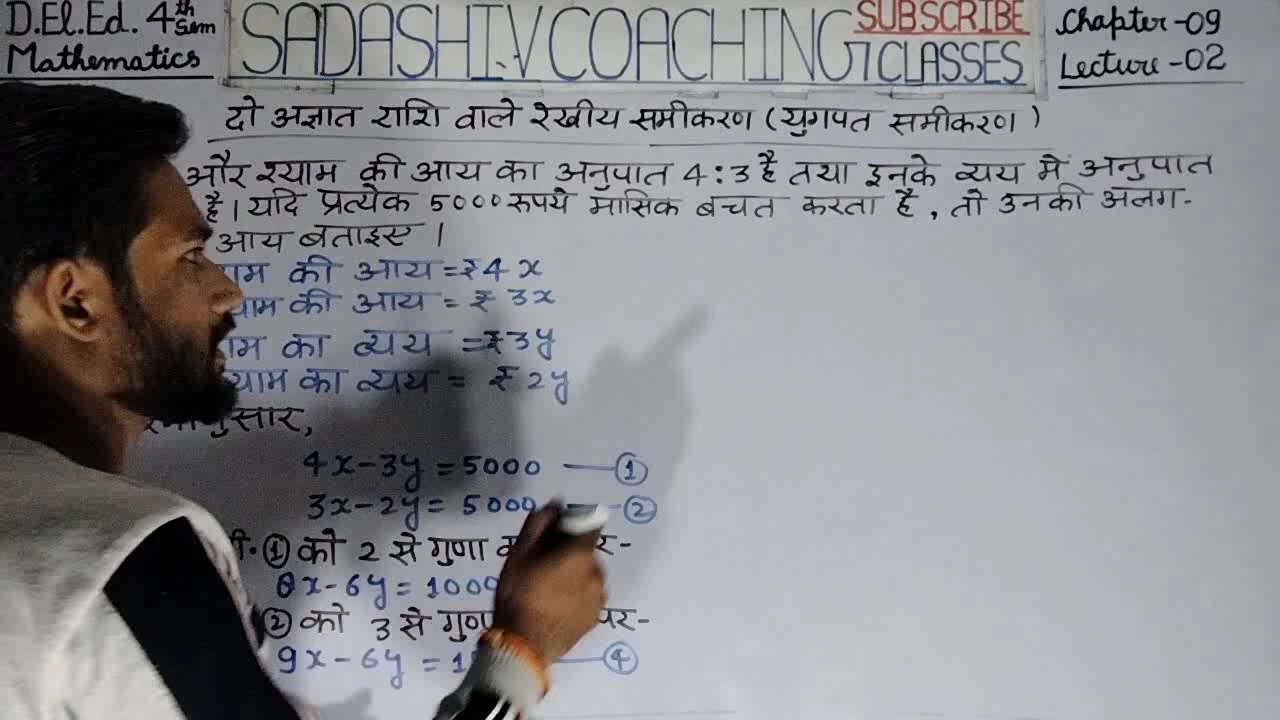 D.El.Ed. 4th Sem
Mathematics
SADASHIV COACHING CLASSES
SUBSCRIBE
Chapter-09
Lecture-02
दो अज्ञात राशि वाले रेखीय समीकरण (युगपत समीकरण)
और श्याम की आय का अनुपात 4:3 है तथा इनके व्यय मे अनुपात
है। यदि प्रत्येक 5000 रुपये मासिक बचत करता है, तो उनकी अलग-
आय बताइए।
की आय = ₹ 4x
की आय = ₹ 3x
का व्यय = ₹ 3y
का व्यय = ₹ 2y
4x-3y = 5000 — ①
3x-2y = 5000 — ②
① को 2 से गुणा
8x-6y =
② को 3 से गुणा
9x-6y = — ④